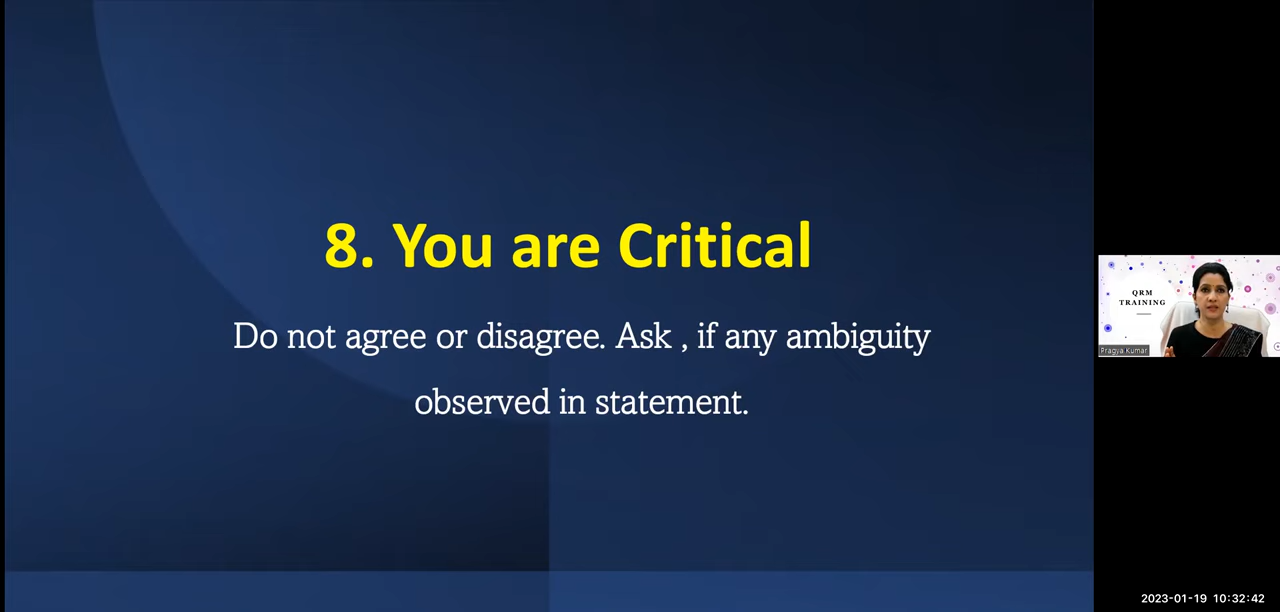 8. You are Critical
Do not agree or disagree. Ask , if any ambiguity
observed in statement.
QRM
TRAINING
Pragya Kumar
2023-01-19 10:32:42